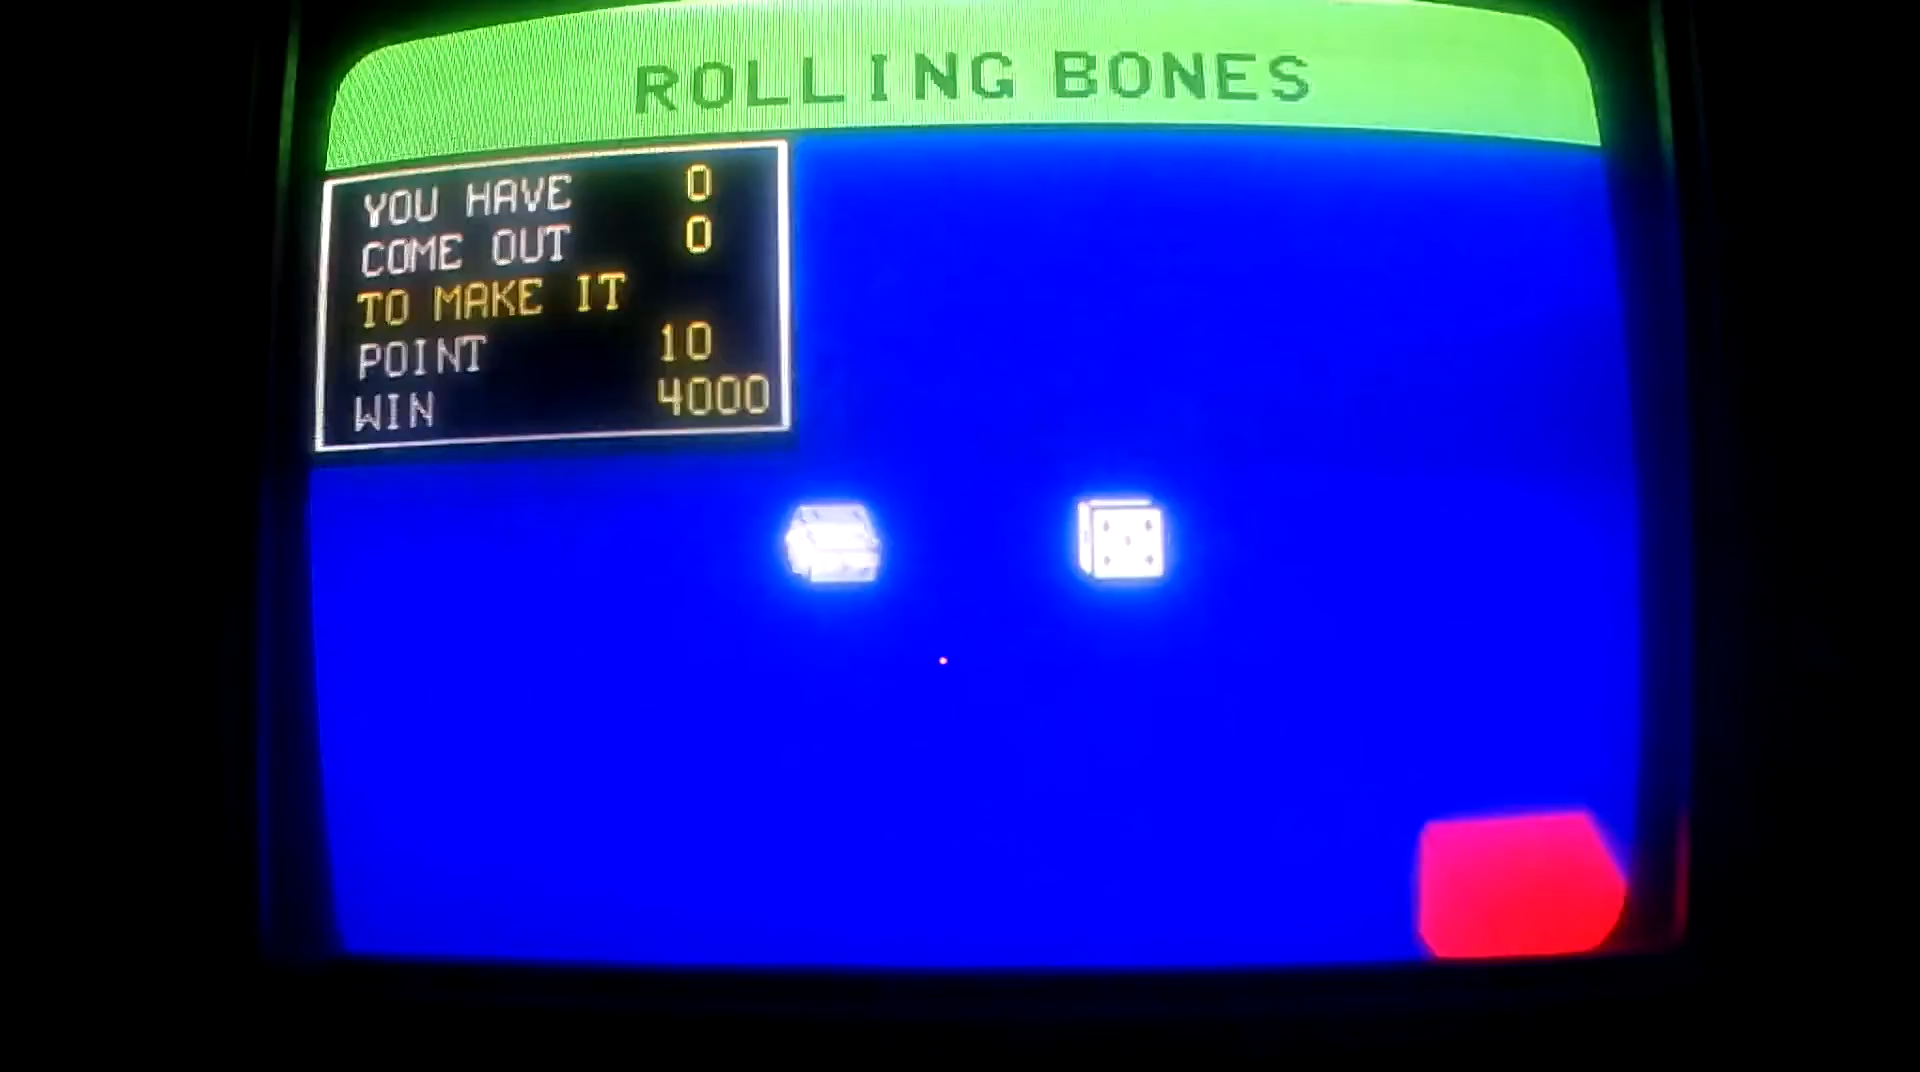 ROLLING BONES
YOU HAVE 0
COME OUT 0
TO MAKE IT
POINT 10
WIN 4000